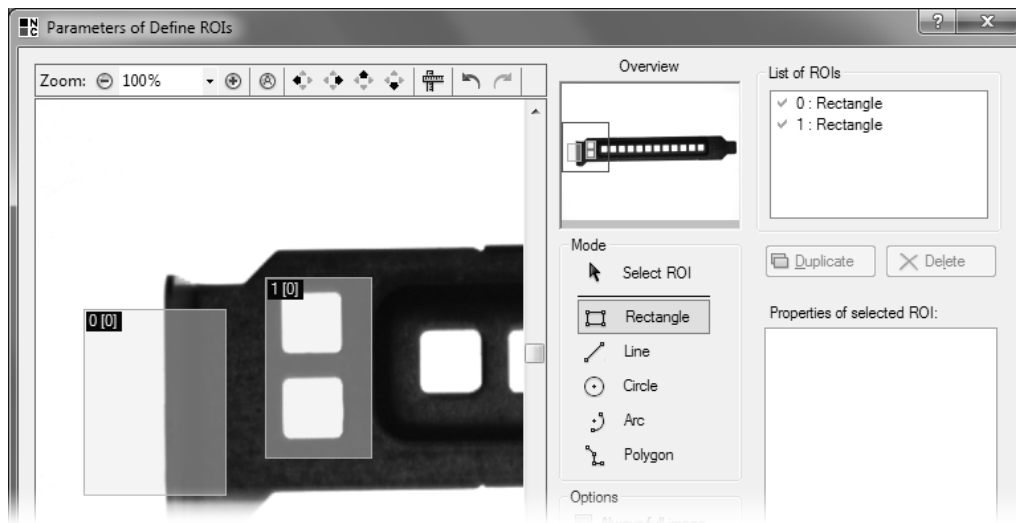 NC
Parameters of Define ROIs
?
X
Zoom:
100%
Overview
List of ROIs
0 : Rectangle
1 : Rectangle
Mode
Select ROI
Rectangle
Line
Circle
Arc
Polygon
Options
Duplicate
Delete
Properties of selected ROI:
0 [0]
1 [0]